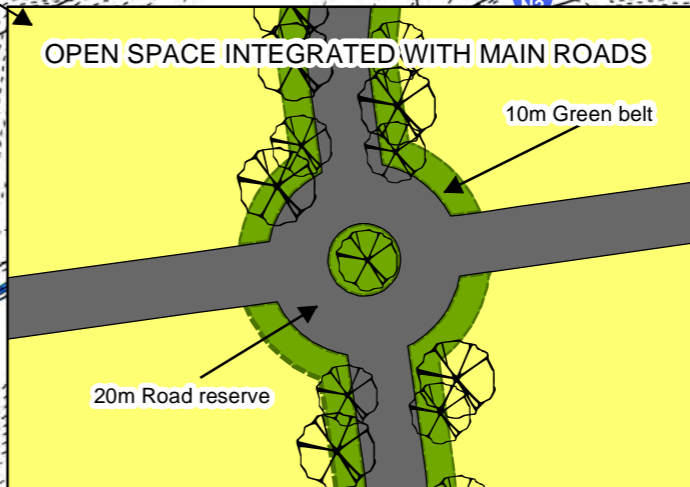 OPEN SPACE INTEGRATED WITH MAIN ROADS
10m Green belt
20m Road reserve